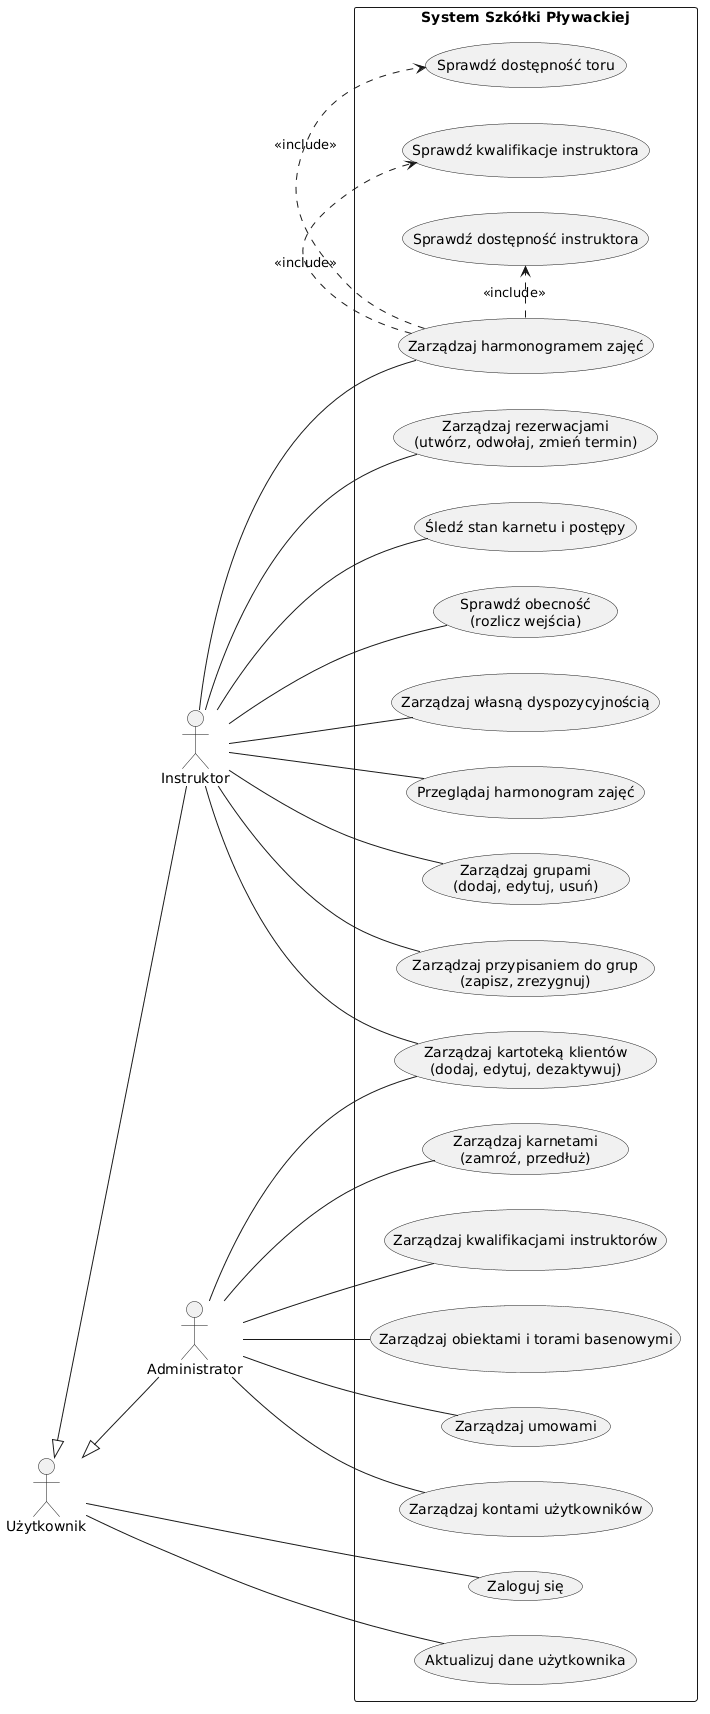 System Szkółki Pływackiej
Sprawdź dostępność toru
«include»
Sprawdź kwalifikacje instruktora
Sprawdź dostępność instruktora
«include»
«include»
Zarządzaj harmonogramem zajęć
Zarządzaj rezerwacjami
(utwórz, odwołaj, zmień termin)
Śledź stan karnetu i postępy
Sprawdź obecność
(rozlicz wejścia)
Zarządzaj własną dyspozycyjnością
Instruktor
Przeglądaj harmonogram zajęć
Zarządzaj grupami
(dodaj, edytuj, usuń)
Zarządzaj przypisaniem do grup
(zapisz, zrezygnuj)
Zarządzaj kartoteką klientów
(dodaj, edytuj, dezaktywuj)
Zarządzaj karnetami
(zamroź, przedłuż)
Zarządzaj kwalifikacjami instruktorów
Zarządzaj obiektami i torami basenowymi
Administrator
Zarządzaj umowami
Zarządzaj kontami użytkowników
Użytkownik
Zaloguj się
Aktualizuj dane użytkownika